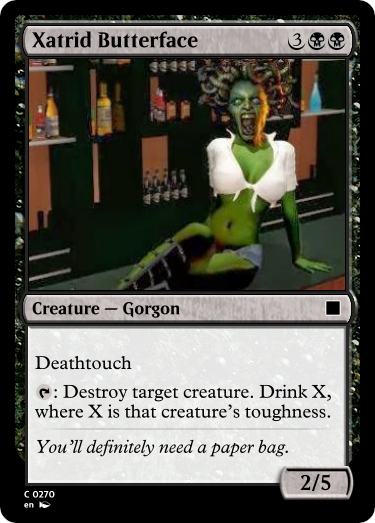 Xatrid Butterface 3
Creature — Gorgon
Deathtouch
: Destroy target creature. Drink X,
where X is that creature's toughness.
You'll definitely need a paper bag.
2/5
C 0270
en